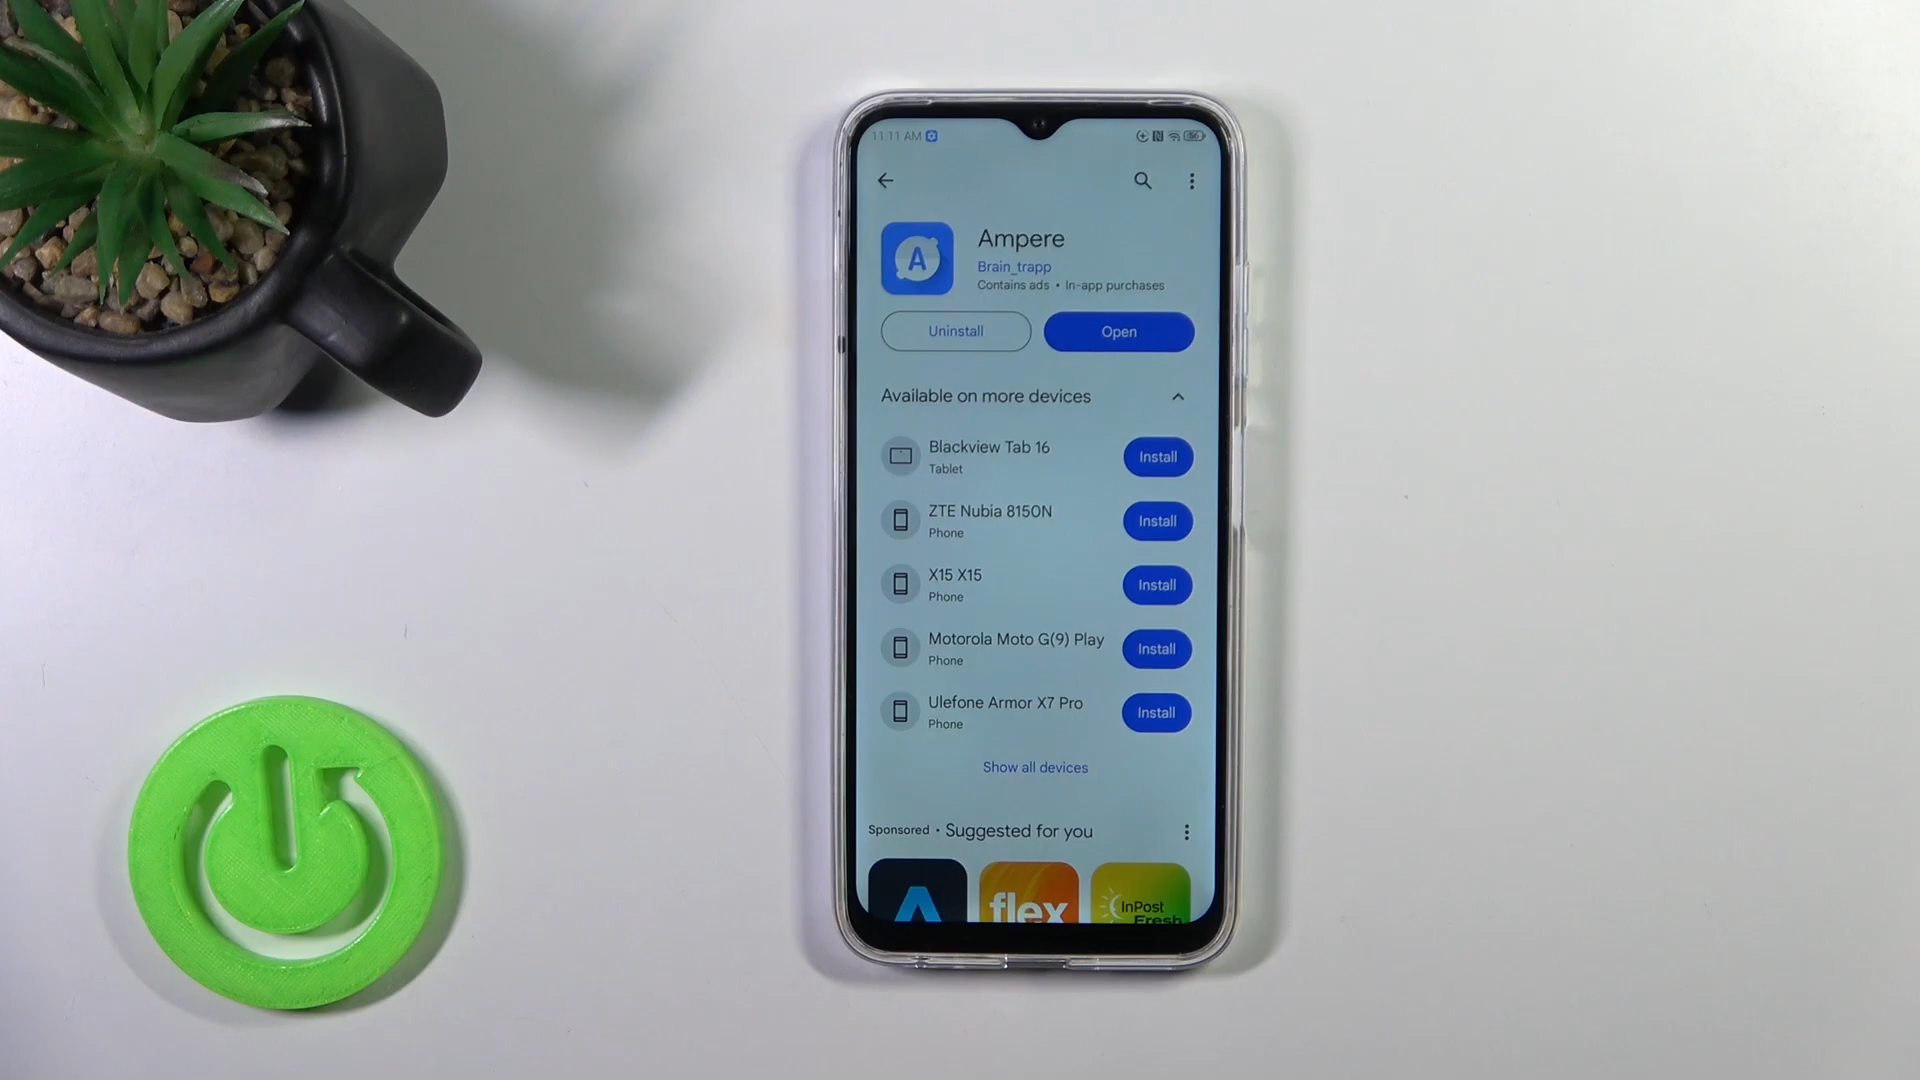 11:11 AM
56
Ampere
A
Brain_trapp
Contains ads • In-app purchases
Uninstall
Open
Available on more devices
Blackview Tab 16
Tablet
Install
ZTE Nubia 8150N
Phone
Install
X15 X15
Phone
Install
Motorola Moto G(9) Play
Phone
Install
Ulefone Armor X7 Pro
Phone
Install
Show all devices
Sponsored • Suggested for you
flex
InPost
Fresh